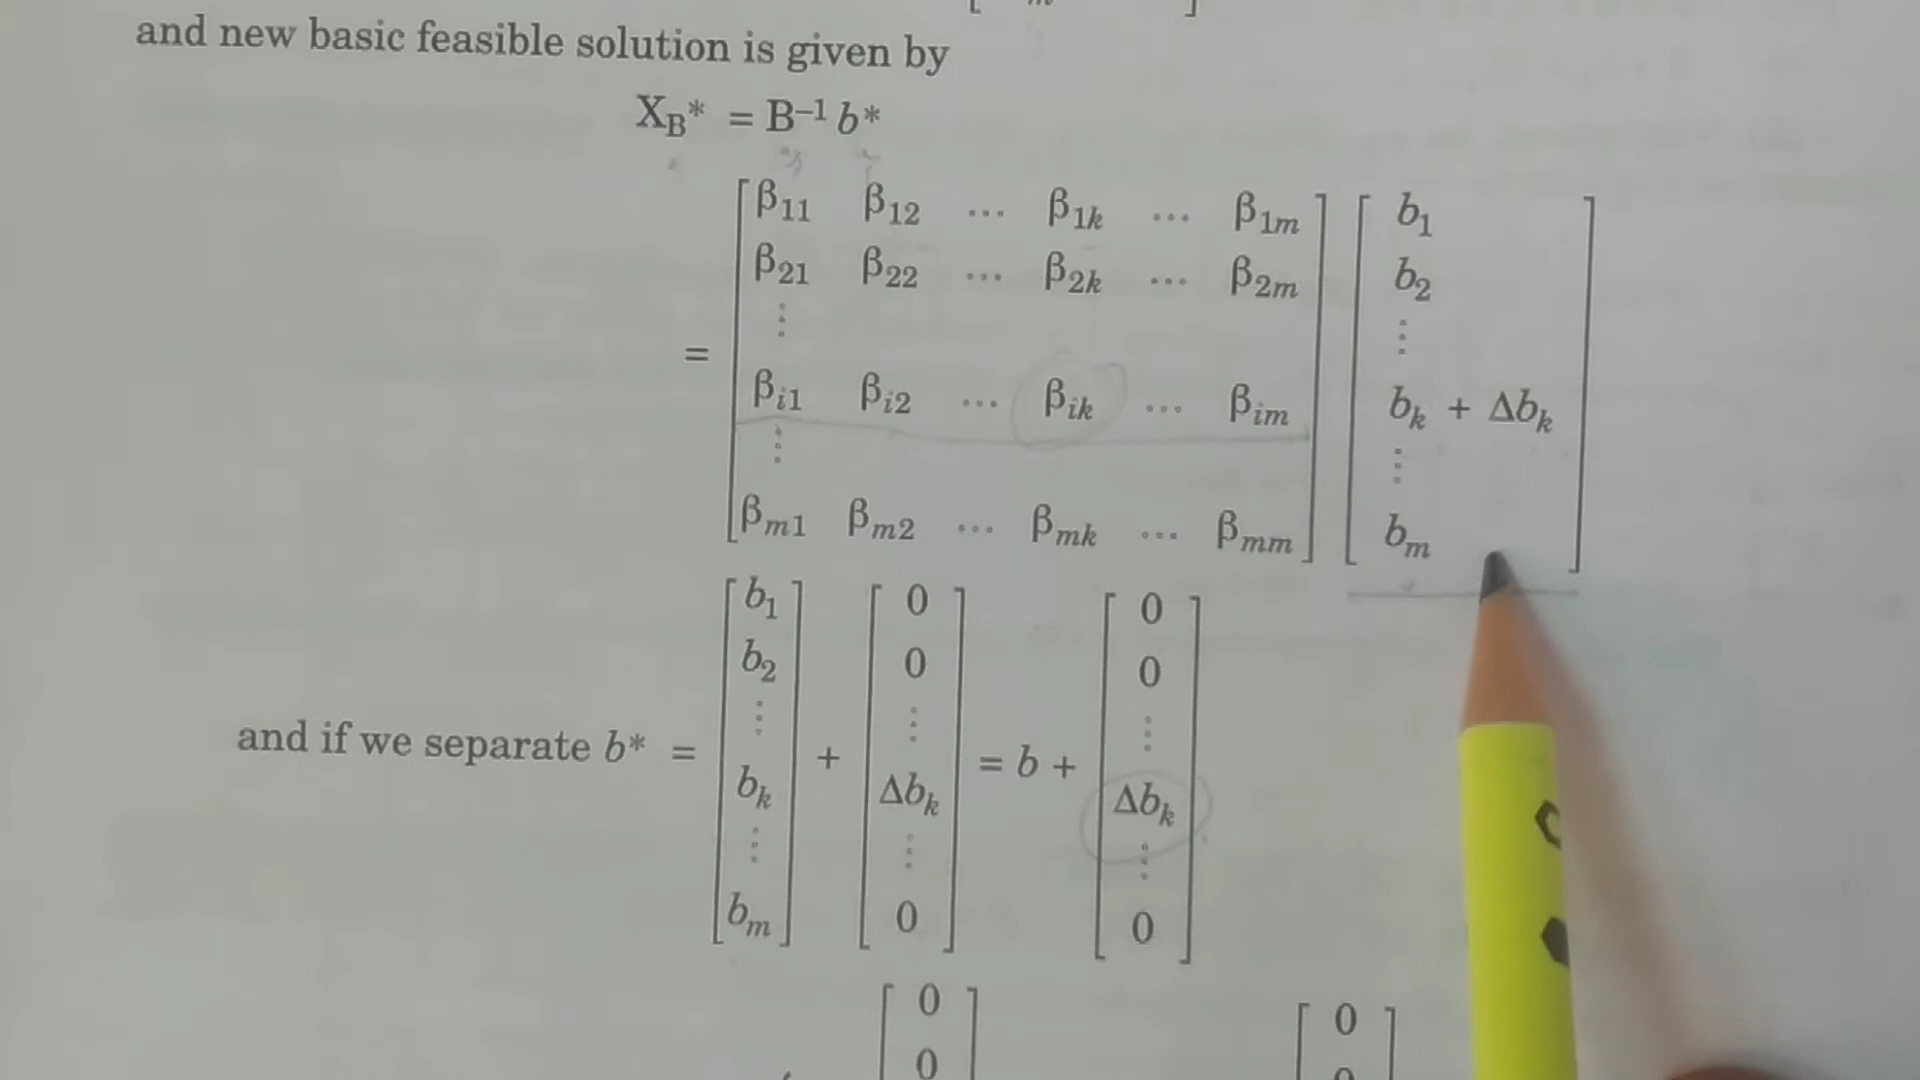 and new basic feasible solution is given by
X_B* = B⁻¹ b*
= [ β₁₁ β₁₂ ... β₁ₖ ... β₁ₘ ] [ b₁ ]
β₂₁ β₂₂ ... β₂ₖ ... β₂ₘ b₂
⋮ ⋮
βᵢ₁ βᵢ₂ ... βᵢₖ ... βᵢₘ bₖ + Δbₖ
⋮ ⋮
βₘ₁ βₘ₂ ... βₘₖ ... βₘₘ bₘ
and if we separate b* = [ b₁ ] + [ 0 ] = b + [ 0 ]
b₂ 0 0
⋮ ⋮ ⋮
bₖ Δbₖ Δbₖ
⋮ ⋮ ⋮
bₘ 0 0
[ 0 ] [ 0 ]
0